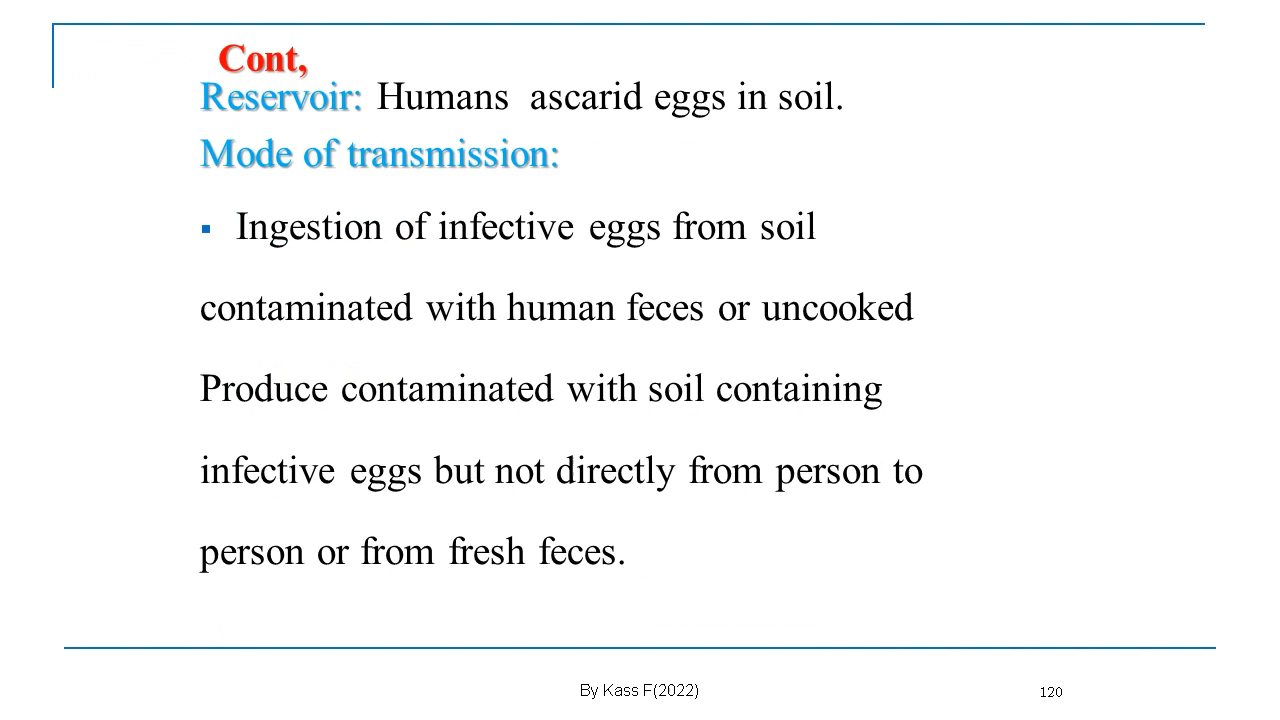 Cont,
Reservoir: Humans ascarid eggs in soil.
Mode of transmission:
▪ Ingestion of infective eggs from soil
contaminated with human feces or uncooked
Produce contaminated with soil containing
infective eggs but not directly from person to
person or from fresh feces.
By Kass F(2022)
120